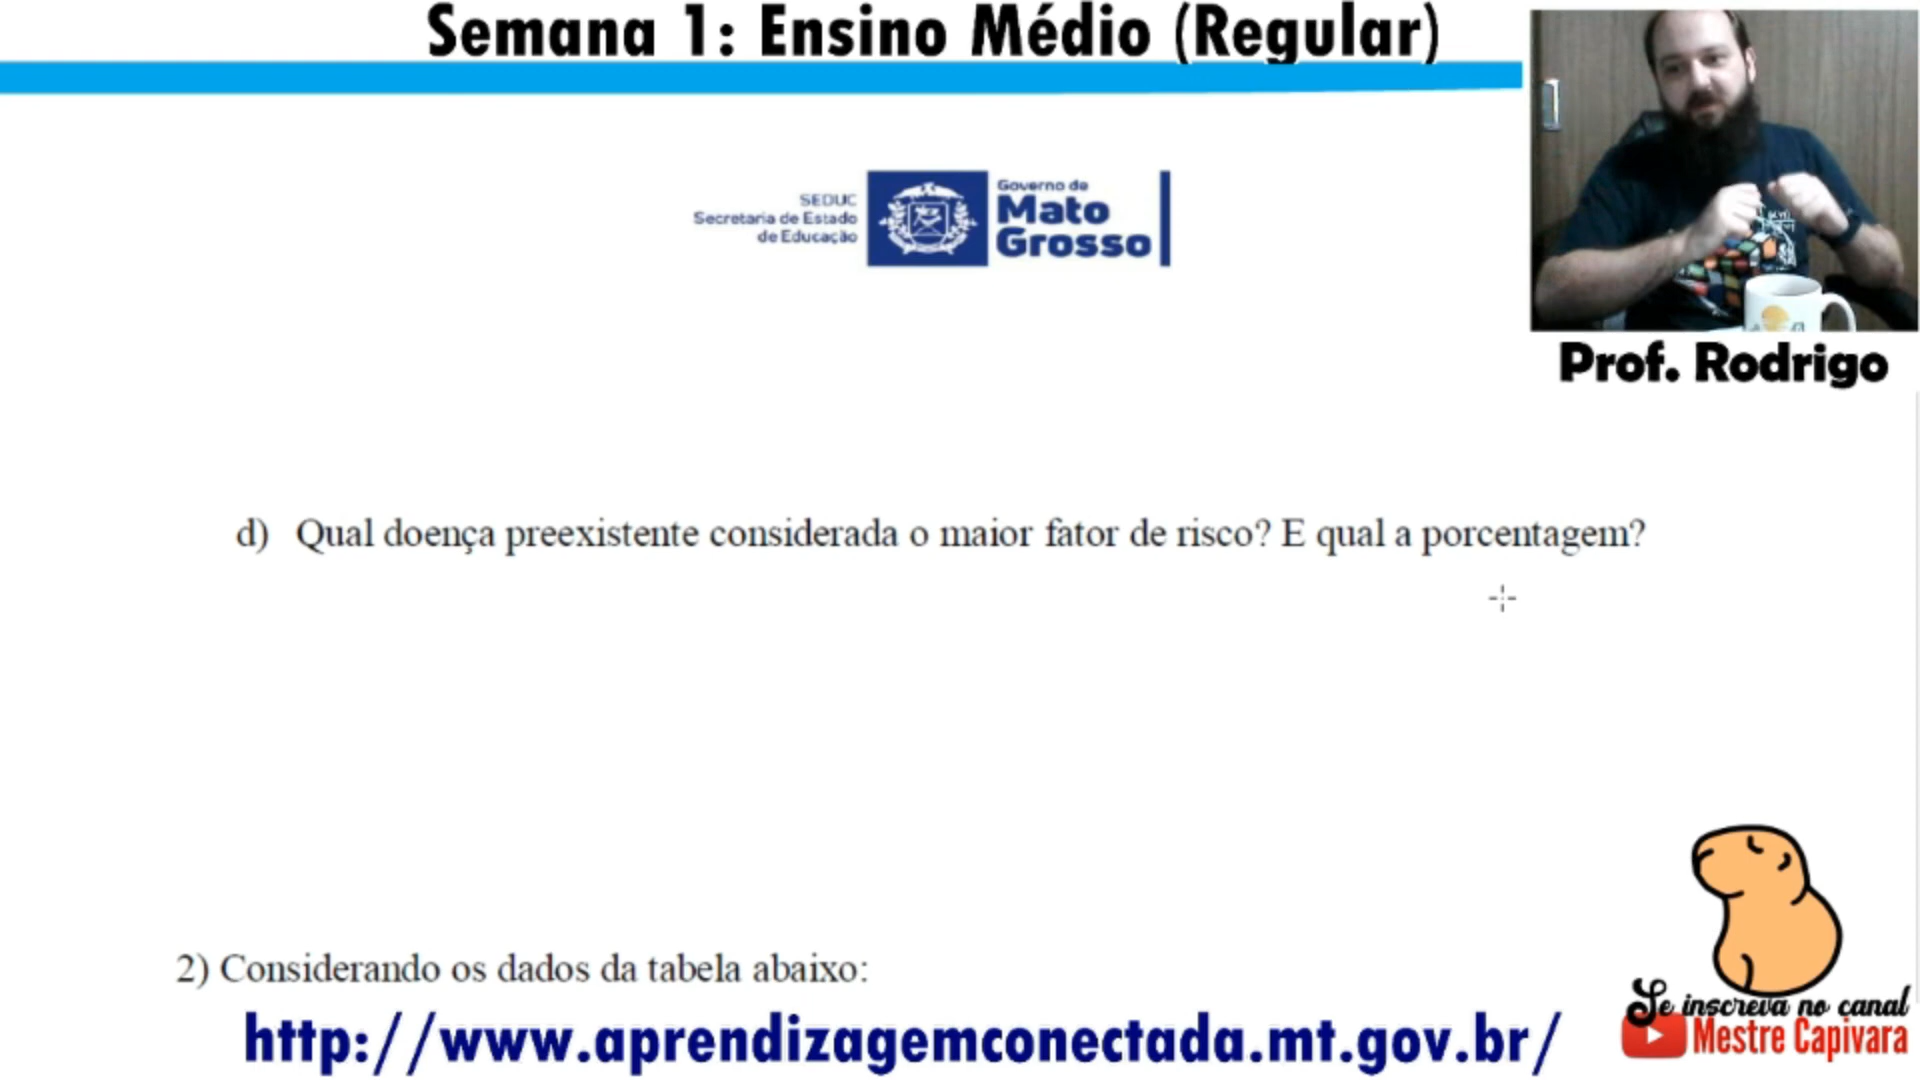 Semana 1: Ensino Médio (Regular)
SEDUC
Secretaria de Estado
de Educação
Governo de
Mato
Grosso
Prof. Rodrigo
d) Qual doença preexistente considerada o maior fator de risco? E qual a porcentagem?
2) Considerando os dados da tabela abaixo:
http://www.aprendizagemconectada.mt.gov.br/
Se inscreva no canal
Mestre Capivara